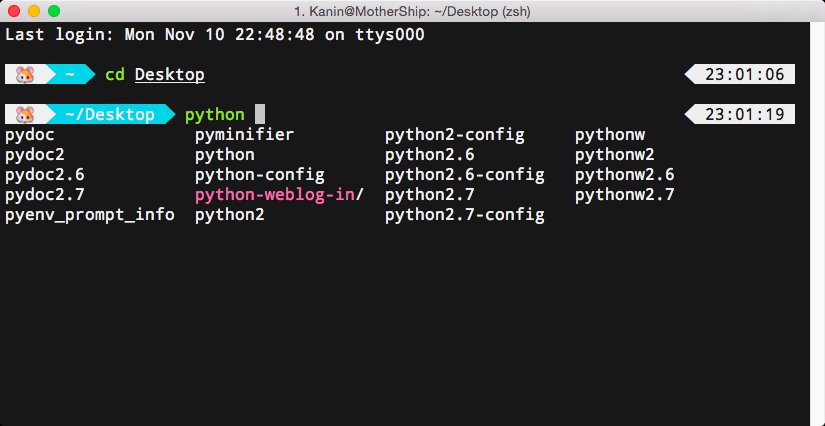 1. Kanin@MotherShip: ~/Desktop (zsh)
Last login: Mon Nov 10 22:48:48 on ttys000
~ cd Desktop 23:01:06
~/Desktop python 23:01:19
pydoc pyminifier python2-config pythonw
pydoc2 python python2.6 pythonw2
pydoc2.6 python-config python2.6-config pythonw2.6
pydoc2.7 python-weblog-in/ python2.7 pythonw2.7
pyenv_prompt_info python2 python2.7-config